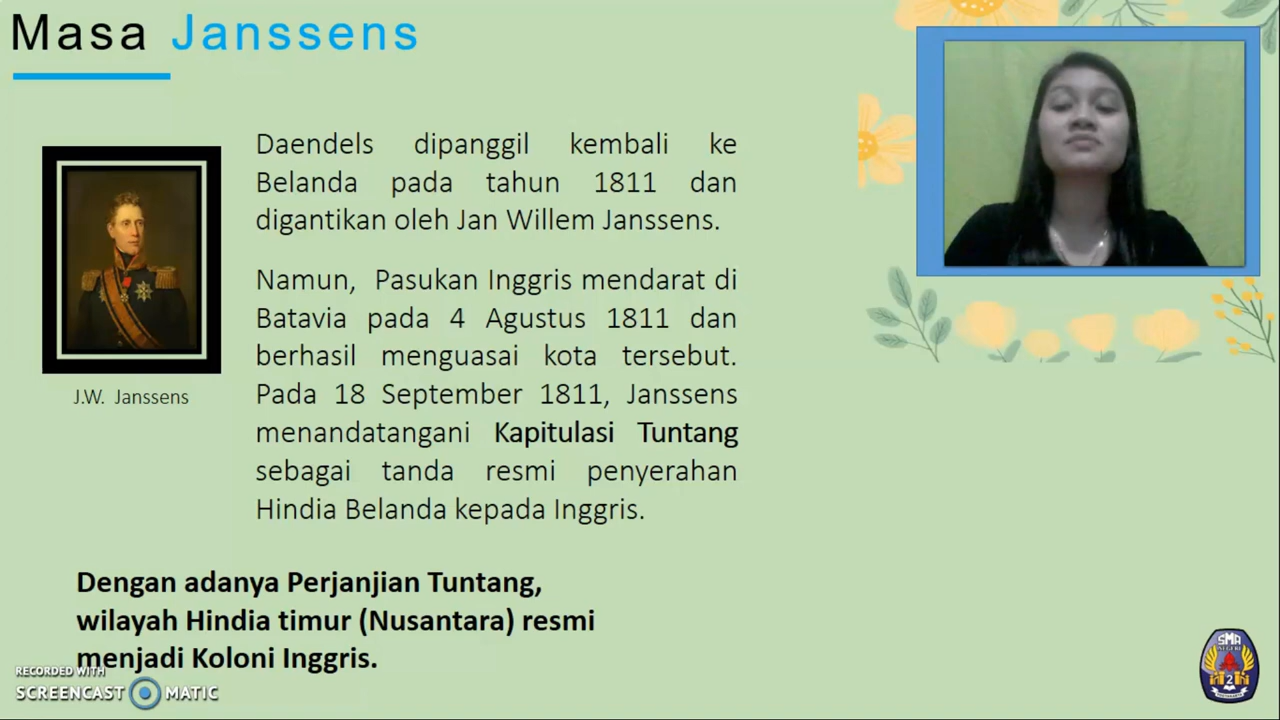 Masa Janssens
Daendels dipanggil kembali ke
Belanda pada tahun 1811 dan
digantikan oleh Jan Willem Janssens.
Namun, Pasukan Inggris mendarat di
Batavia pada 4 Agustus 1811 dan
berhasil menguasai kota tersebut.
Pada 18 September 1811, Janssens
menandatangani Kapitulasi Tuntang
sebagai tanda resmi penyerahan
Hindia Belanda kepada Inggris.
J.W. Janssens
Dengan adanya Perjanjian Tuntang,
wilayah Hindia timur (Nusantara) resmi
menjadi Koloni Inggris.
RECORDED WITH
SCREENCAST MATIC
SMA
NEGERI
2